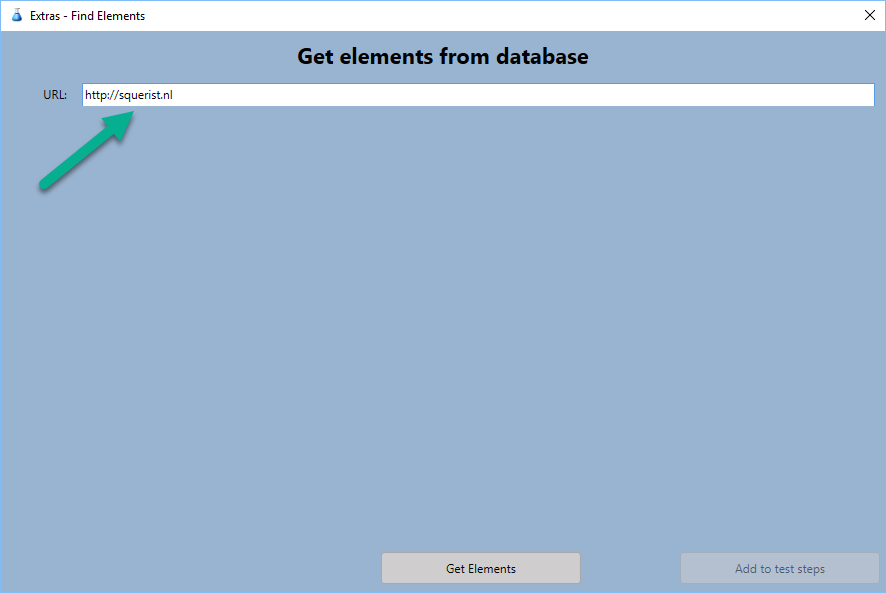 Extras - Find Elements
Get elements from database
URL: http://squerist.nl
Get Elements
Add to test steps